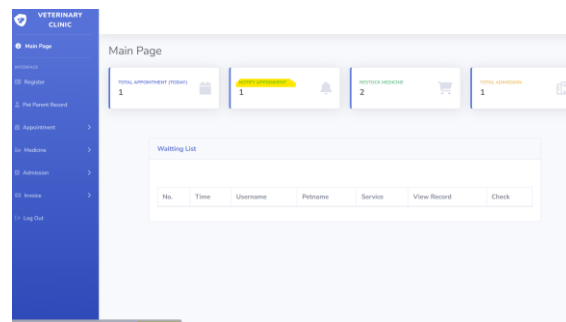 VETERINARY
CLINIC
Main Page
INTERFACE
Register
Pet Parent Record
Appointment
Medicine
Admission
Invoice
Log Out
Main Page
TOTAL APPOINTMENT (TODAY)
1
NOTIFY APPOINMENT
1
RESTOCK MEDICINE
2
TOTAL ADMISSION
1
Waitting List
No. Time Username Petname Service View Record Check